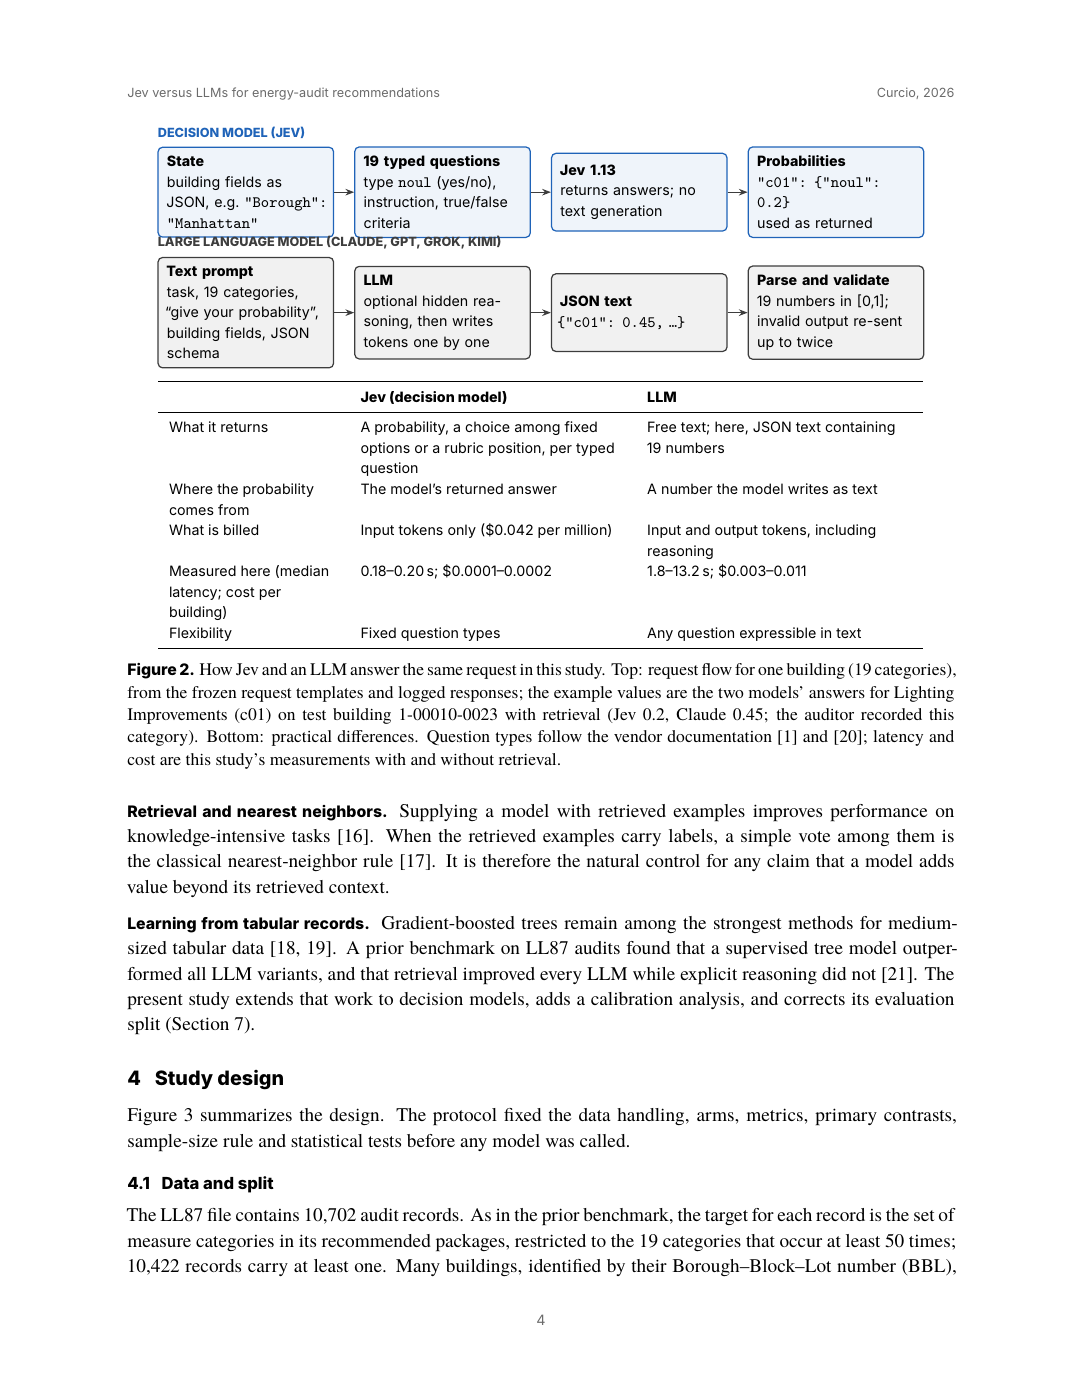 Jev versus LLMs for energy-audit recommendations
Curcio, 2026
DECISION MODEL (JEV)
State
building fields as
JSON, e.g. "Borough":
"Manhattan"
19 typed questions
type noul (yes/no),
instruction, true/false
criteria
Jev 1.13
returns answers; no
text generation
Probabilities
"c01": {"noul":
0.2}
used as returned
LARGE LANGUAGE MODEL (CLAUDE, GPT, GROK, KIMI)
Text prompt
task, 19 categories,
“give your probability”,
building fields, JSON
schema
LLM
optional hidden rea-
soning, then writes
tokens one by one
JSON text
{"c01": 0.45, …}
Parse and validate
19 numbers in [0,1];
invalid output re-sent
up to twice
Jev (decision model) LLM
What it returns A probability, a choice among fixed Free text; here, JSON text containing
options or a rubric position, per typed 19 numbers
question
Where the probability The model’s returned answer A number the model writes as text
comes from
What is billed Input tokens only ($0.042 per million) Input and output tokens, including
reasoning
Measured here (median 0.18–0.20 s; $0.0001–0.0002 1.8–13.2 s; $0.003–0.011
latency; cost per
building)
Flexibility Fixed question types Any question expressible in text
Figure 2. How Jev and an LLM answer the same request in this study. Top: request flow for one building (19 categories),
from the frozen request templates and logged responses; the example values are the two models’ answers for Lighting
Improvements (c01) on test building 1-00010-0023 with retrieval (Jev 0.2, Claude 0.45; the auditor recorded this
category). Bottom: practical differences. Question types follow the vendor documentation [1] and [20]; latency and
cost are this study’s measurements with and without retrieval.
Retrieval and nearest neighbors. Supplying a model with retrieved examples improves performance on
knowledge-intensive tasks [16]. When the retrieved examples carry labels, a simple vote among them is
the classical nearest-neighbor rule [17]. It is therefore the natural control for any claim that a model adds
value beyond its retrieved context.
Learning from tabular records. Gradient-boosted trees remain among the strongest methods for medium-
sized tabular data [18, 19]. A prior benchmark on LL87 audits found that a supervised tree model outper-
formed all LLM variants, and that retrieval improved every LLM while explicit reasoning did not [21]. The
present study extends that work to decision models, adds a calibration analysis, and corrects its evaluation
split (Section 7).
4 Study design
Figure 3 summarizes the design. The protocol fixed the data handling, arms, metrics, primary contrasts,
sample-size rule and statistical tests before any model was called.
4.1 Data and split
The LL87 file contains 10,702 audit records. As in the prior benchmark, the target for each record is the set of
measure categories in its recommended packages, restricted to the 19 categories that occur at least 50 times;
10,422 records carry at least one. Many buildings, identified by their Borough–Block–Lot number (BBL),
4